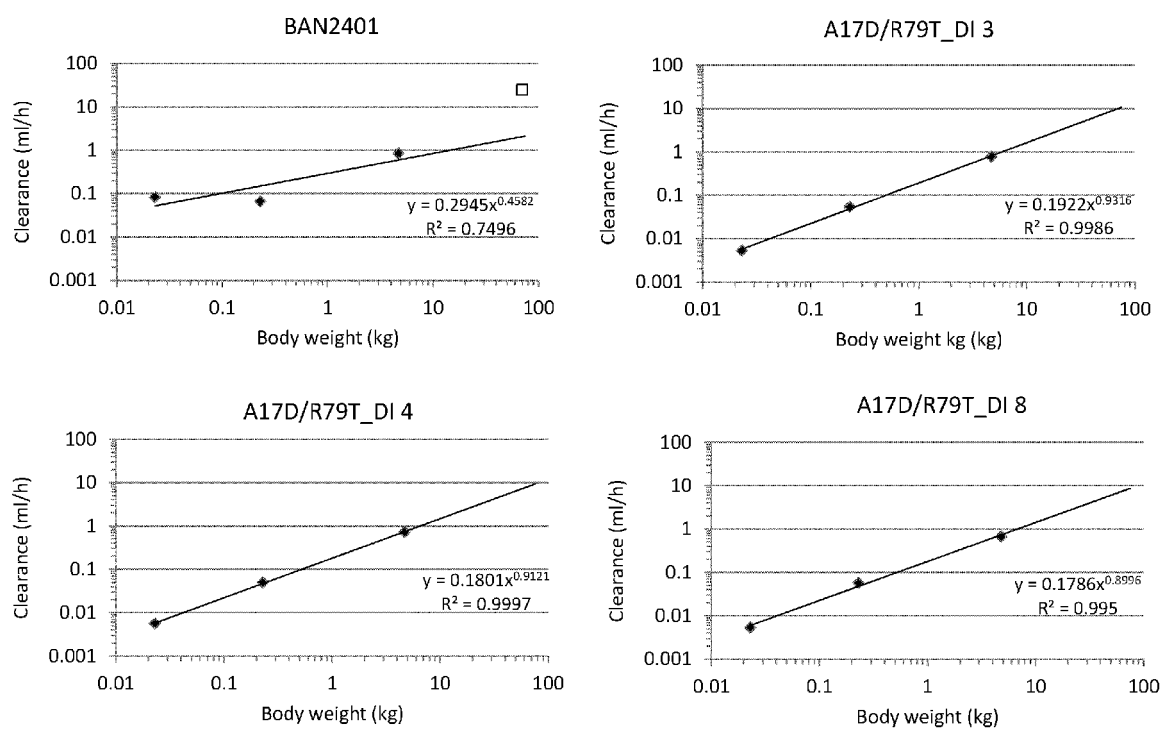 BAN2401
Clearance (ml/h)
100
10
1
0.1
0.01
0.001
y = 0.2945x^0.4582
R² = 0.7496
0.01 0.1 1 10 100
Body weight (kg)
A17D/R79T_DI 3
Clearance (ml/h)
100
10
1
0.1
0.01
0.001
y = 0.1922x^0.9316
R² = 0.9986
0.01 0.1 1 10 100
Body weight kg (kg)
A17D/R79T_DI 4
Clearance (ml/h)
100
10
1
0.1
0.01
0.001
y = 0.1801x^0.9121
R² = 0.9997
0.01 0.1 1 10 100
Body weight (kg)
A17D/R79T_DI 8
Clearance (ml/h)
100
10
1
0.1
0.01
0.001
y = 0.1786x^0.8996
R² = 0.995
0.01 0.1 1 10 100
Body weight (kg)